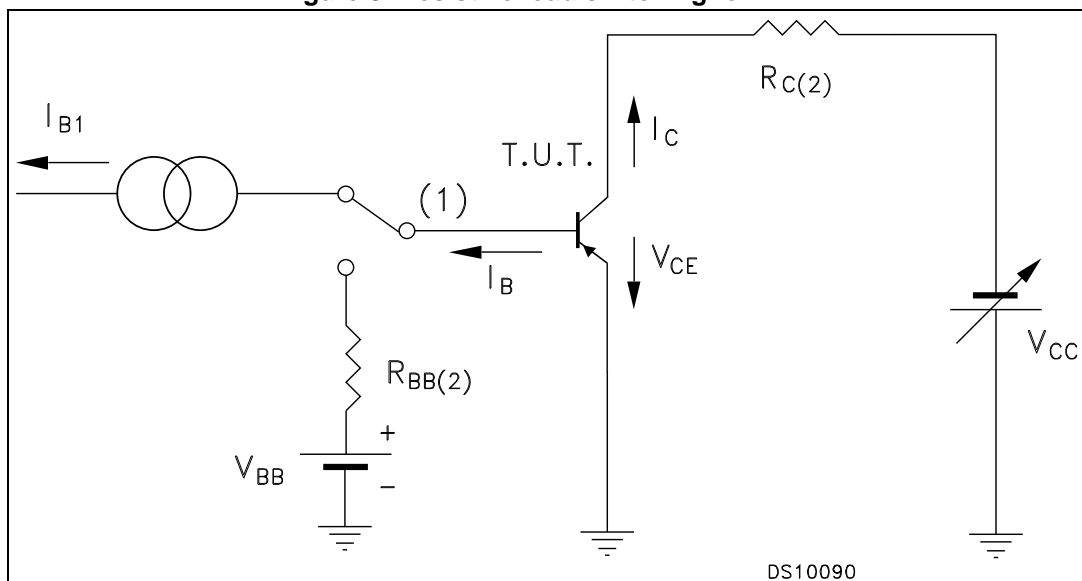 I_B1
R_C(2)
I_C
T.U.T.
(1)
I_B
V_CE
V_CC
R_BB(2)
+
V_BB
−
DS10090